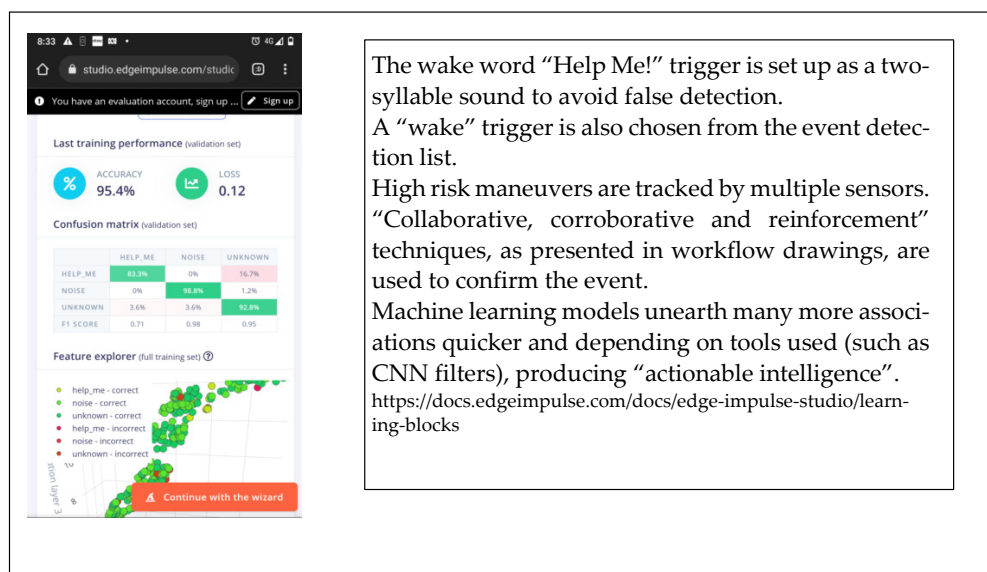 8:33
4G
studio.edgeimpulse.com/studic
You have an evaluation account, sign up ... Sign up
Last training performance (validation set)
ACCURACY
95.4%
LOSS
0.12
Confusion matrix (validation set)
HELP_ME NOISE UNKNOWN
HELP_ME 83.3% 0% 16.7%
NOISE 0% 98.8% 1.2%
UNKNOWN 3.6% 3.6% 92.8%
F1 SCORE 0.71 0.98 0.95
Feature explorer (full training set)
help_me - correct
noise - correct
unknown - correct
help_me - incorrect
noise - incorrect
unknown - incorrect
10
8
layer 3
Continue with the wizard
The wake word “Help Me!” trigger is set up as a two-
syllable sound to avoid false detection.
A “wake” trigger is also chosen from the event detec-
tion list.
High risk maneuvers are tracked by multiple sensors.
“Collaborative, corroborative and reinforcement”
techniques, as presented in workflow drawings, are
used to confirm the event.
Machine learning models unearth many more associ-
ations quicker and depending on tools used (such as
CNN filters), producing “actionable intelligence”.
https://docs.edgeimpulse.com/docs/edge-impulse-studio/learn-
ing-blocks